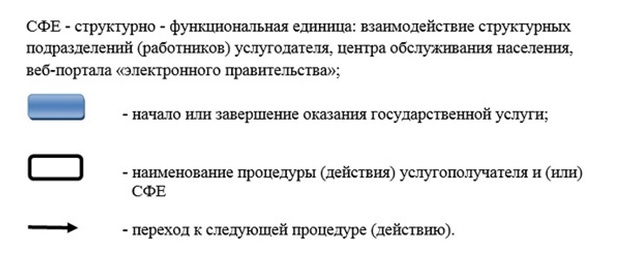 СФЕ - структурно - функциональная единица: взаимодействие структурных
подразделений (работников) услугодателя, центра обслуживания населения,
веб-портала «электронного правительства»;
- начало или завершение оказания государственной услуги;
- наименование процедуры (действия) услугополучателя и (или)
СФЕ
- переход к следующей процедуре (действию).